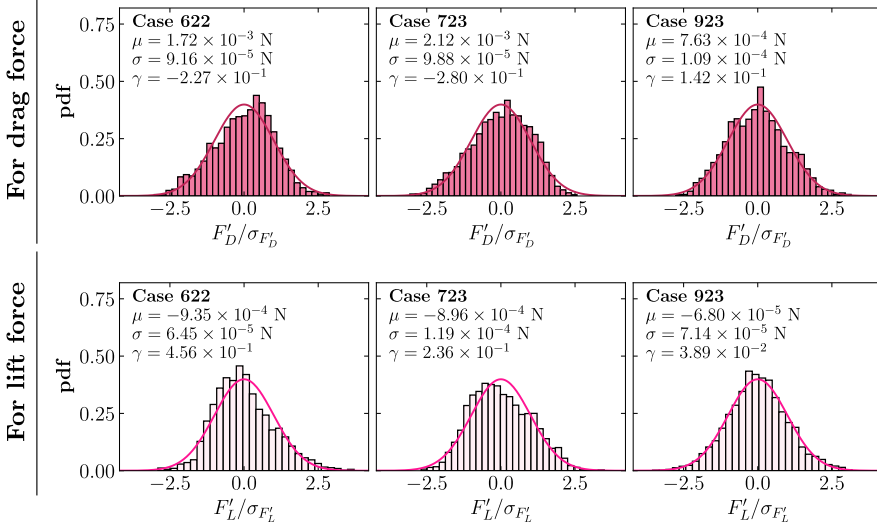 For drag force
pdf
0.75
0.50
0.25
0.00
Case 622
μ = 1.72 × 10⁻³ N
σ = 9.16 × 10⁻⁵ N
γ = −2.27 × 10⁻¹
−2.5 0.0 2.5
F′_D/σ_{F′_D}
Case 723
μ = 2.12 × 10⁻³ N
σ = 9.88 × 10⁻⁵ N
γ = −2.80 × 10⁻¹
−2.5 0.0 2.5
F′_D/σ_{F′_D}
Case 923
μ = 7.63 × 10⁻⁴ N
σ = 1.09 × 10⁻⁴ N
γ = 1.42 × 10⁻¹
−2.5 0.0 2.5
F′_D/σ_{F′_D}
For lift force
pdf
0.75
0.50
0.25
0.00
Case 622
μ = −9.35 × 10⁻⁴ N
σ = 6.45 × 10⁻⁵ N
γ = 4.56 × 10⁻¹
−2.5 0.0 2.5
F′_L/σ_{F′_L}
Case 723
μ = −8.96 × 10⁻⁴ N
σ = 1.19 × 10⁻⁴ N
γ = 2.36 × 10⁻¹
−2.5 0.0 2.5
F′_L/σ_{F′_L}
Case 923
μ = −6.80 × 10⁻⁵ N
σ = 7.14 × 10⁻⁵ N
γ = 3.89 × 10⁻²
−2.5 0.0 2.5
F′_L/σ_{F′_L}